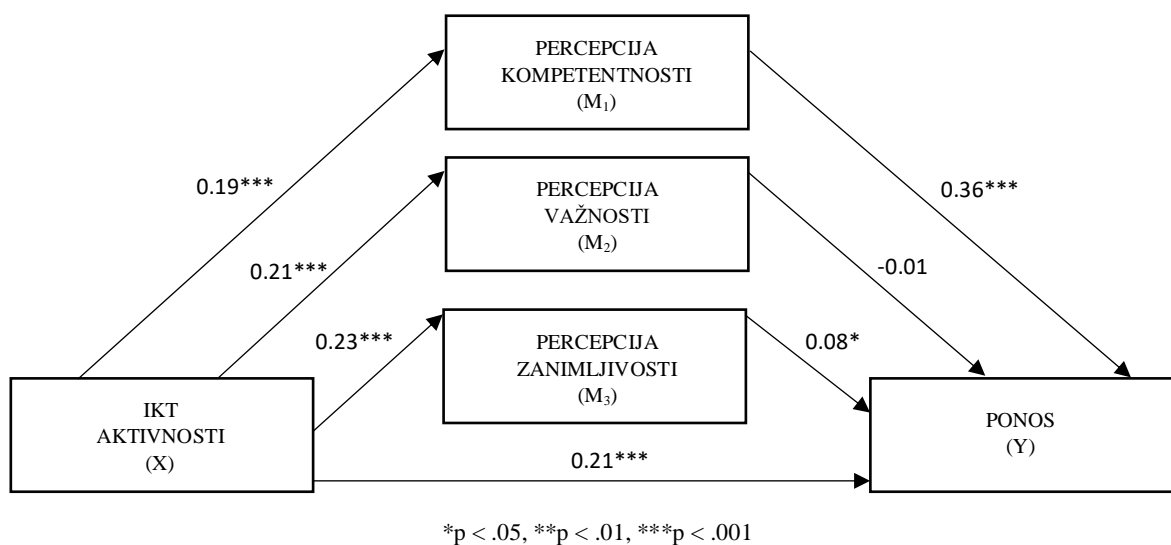 PERCEPCIJA
KOMPETENTNOSTI
(M₁)
0.19***
0.36***
PERCEPCIJA
VAŽNOSTI
(M₂)
0.21***
-0.01
PERCEPCIJA
ZANIMLJIVOSTI
(M₃)
0.23***
0.08*
IKT
AKTIVNOSTI
(X)
PONOS
(Y)
0.21***
*p < .05, **p < .01, ***p < .001